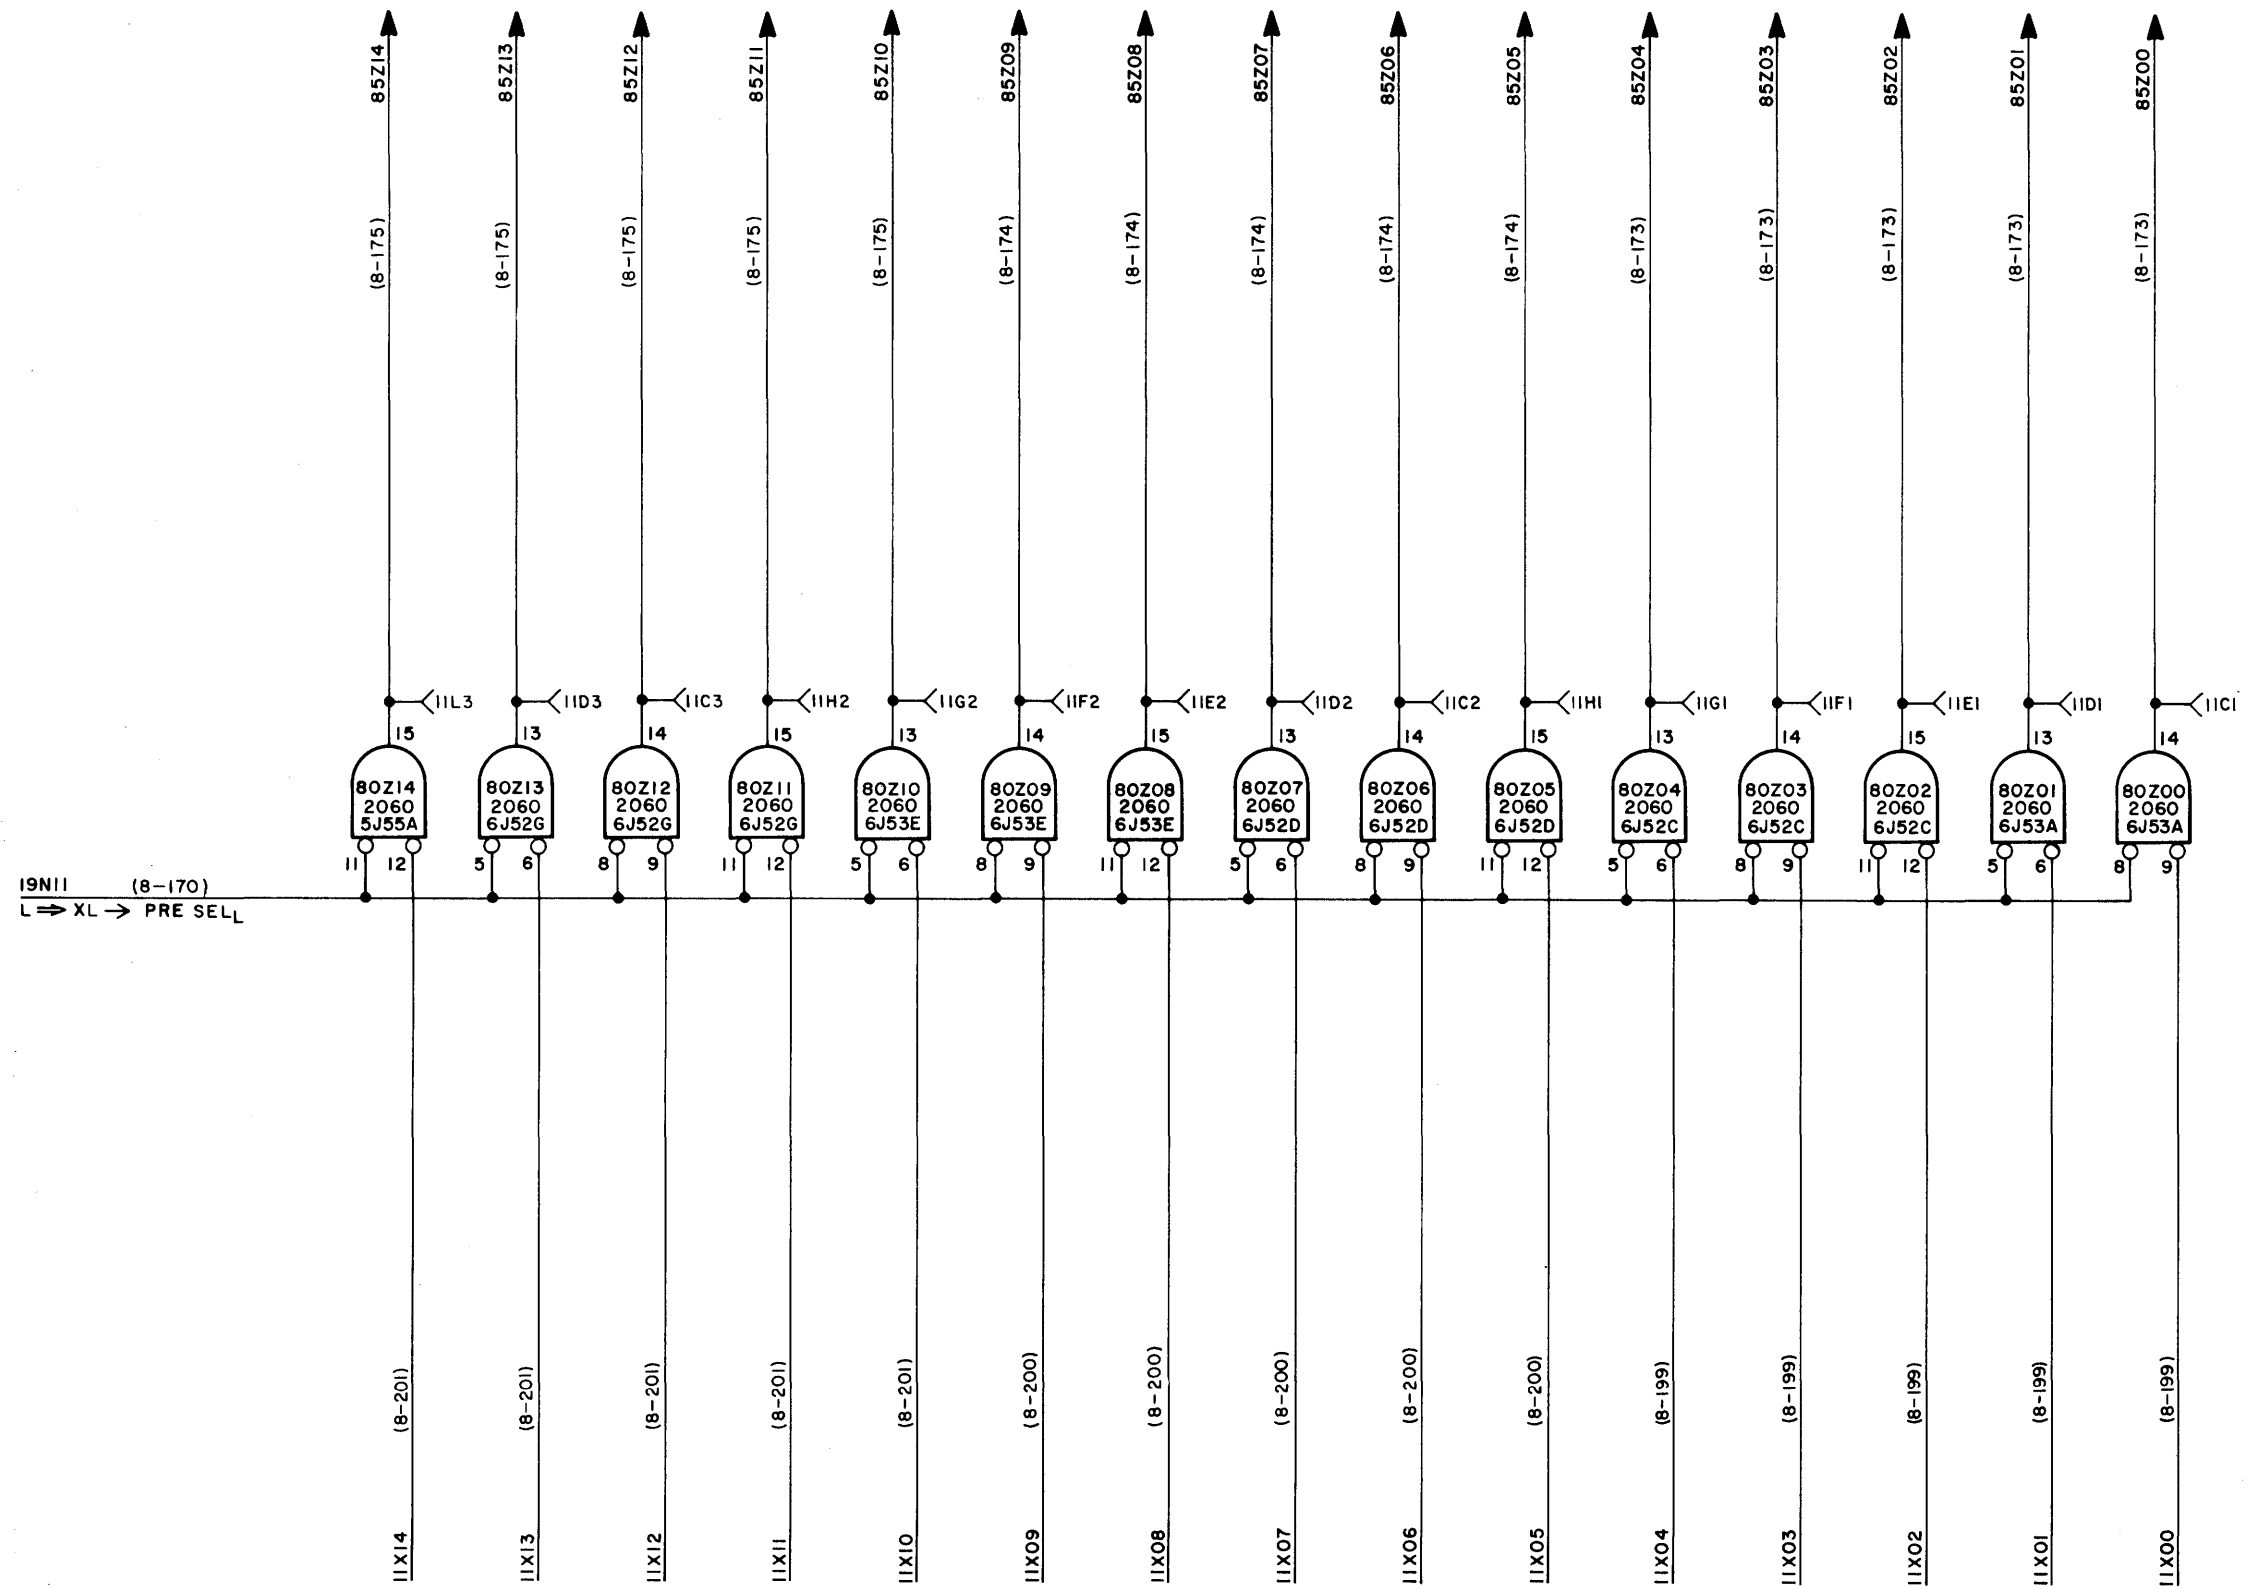 85Z14 85Z13 85Z12 85Z11 85Z10 85Z09 85Z08 85Z07 85Z06 85Z05 85Z04 85Z03 85Z02 85Z01 85Z00
(8-175) (8-175) (8-175) (8-175) (8-175) (8-174) (8-174) (8-174) (8-174) (8-174) (8-173) (8-173) (8-173) (8-173) (8-173)
11L3 11D3 11C3 11H2 11G2 11F2 11E2 11D2 11C2 11H1 11G1 11F1 11E1 11D1 11C1
15 13 14 15 13 14 15 13 14 15 13 14 15 13 14
80Z14 80Z13 80Z12 80Z11 80Z10 80Z09 80Z08 80Z07 80Z06 80Z05 80Z04 80Z03 80Z02 80Z01 80Z00
2060 2060 2060 2060 2060 2060 2060 2060 2060 2060 2060 2060 2060 2060 2060
5J55A 6J52G 6J52G 6J52G 6J53E 6J53E 6J53E 6J52D 6J52D 6J52D 6J52C 6J52C 6J52C 6J53A 6J53A
11 12 5 6 8 9 11 12 5 6 8 9 11 12 5 6 8 9 11 12 5 6 8 9 11 12 5 6 8 9
19N11 (8-170)
L ⇒ XL → PRE SELL
(8-201) (8-201) (8-201) (8-201) (8-201) (8-200) (8-200) (8-200) (8-200) (8-200) (8-199) (8-199) (8-199) (8-199) (8-199)
11X14 11X13 11X12 11X11 11X10 11X09 11X08 11X07 11X06 11X05 11X04 11X03 11X02 11X01 11X00